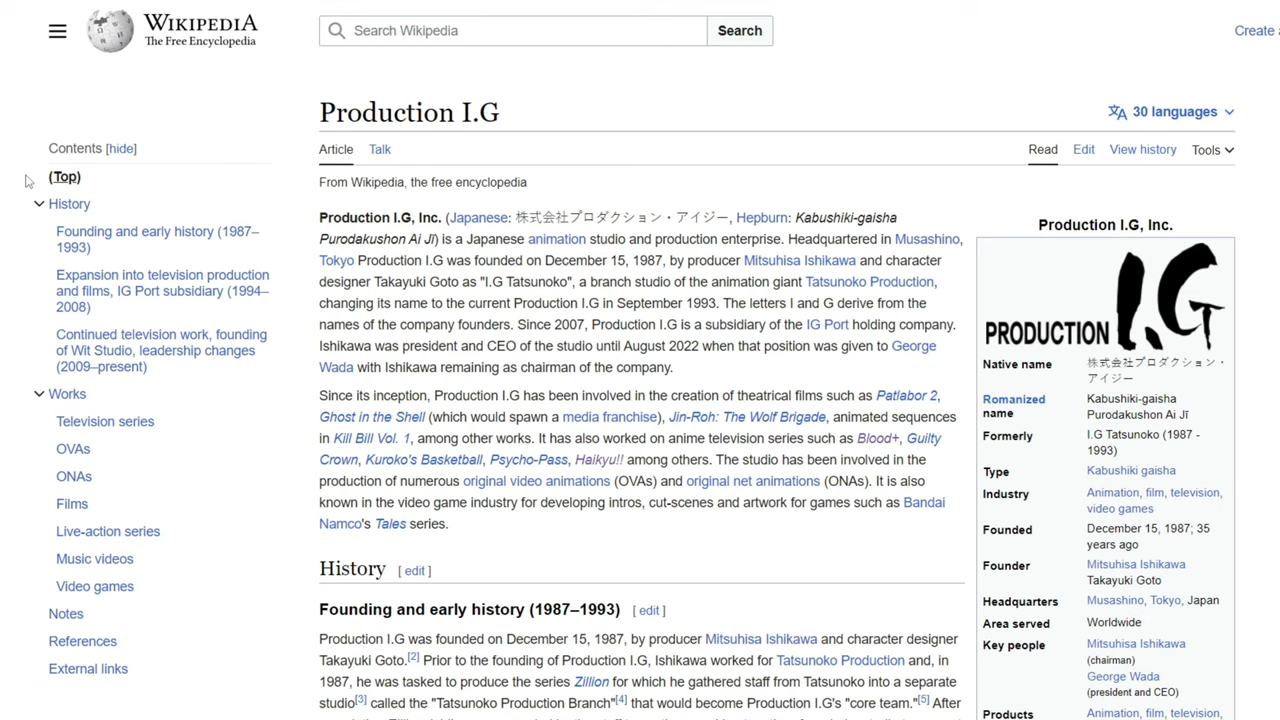 WIKIPEDIA
The Free Encyclopedia
Search Wikipedia
Search
Create a
Contents [hide]
(Top)
History
Founding and early history (1987–
1993)
Expansion into television production
and films, IG Port subsidiary (1994–
2008)
Continued television work, founding
of Wit Studio, leadership changes
(2009–present)
Works
Television series
OVAs
ONAs
Films
Live-action series
Music videos
Video games
Notes
References
External links
Production I.G
30 languages
Article Talk
Read Edit View history Tools
From Wikipedia, the free encyclopedia
Production I.G, Inc. (Japanese: 株式会社プロダクション・アイジー, Hepburn: Kabushiki-gaisha
Purodakushon Ai Jī) is a Japanese animation studio and production enterprise. Headquartered in Musashino,
Tokyo Production I.G was founded on December 15, 1987, by producer Mitsuhisa Ishikawa and character
designer Takayuki Goto as "I.G Tatsunoko", a branch studio of the animation giant Tatsunoko Production,
changing its name to the current Production I.G in September 1993. The letters I and G derive from the
names of the company founders. Since 2007, Production I.G is a subsidiary of the IG Port holding company.
Ishikawa was president and CEO of the studio until August 2022 when that position was given to George
Wada with Ishikawa remaining as chairman of the company.
Since its inception, Production I.G has been involved in the creation of theatrical films such as Patlabor 2,
Ghost in the Shell (which would spawn a media franchise), Jin-Roh: The Wolf Brigade, animated sequences
in Kill Bill Vol. 1, among other works. It has also worked on anime television series such as Blood+, Guilty
Crown, Kuroko's Basketball, Psycho-Pass, Haikyu!! among others. The studio has been involved in the
production of numerous original video animations (OVAs) and original net animations (ONAs). It is also
known in the video game industry for developing intros, cut-scenes and artwork for games such as Bandai
Namco's Tales series.
History [ edit ]
Founding and early history (1987–1993) [ edit ]
Production I.G was founded on December 15, 1987, by producer Mitsuhisa Ishikawa and character designer
Takayuki Goto.[2] Prior to the founding of Production I.G, Ishikawa worked for Tatsunoko Production and, in
1987, he was tasked to produce the series Zillion for which he gathered staff from Tatsunoko into a separate
studio[3] called the "Tatsunoko Production Branch"[4] that would become Production I.G's "core team."[5] After
Production I.G, Inc.
PRODUCTION I.G
Native name 株式会社プロダクション・
アイジー
Romanized name Kabushiki-gaisha
Purodakushon Ai Jī
Formerly I.G Tatsunoko (1987 -
1993)
Type Kabushiki gaisha
Industry Animation, film, television,
video games
Founded December 15, 1987; 35
years ago
Founder Mitsuhisa Ishikawa
Takayuki Goto
Headquarters Musashino, Tokyo, Japan
Area served Worldwide
Key people Mitsuhisa Ishikawa
(chairman)
George Wada
(president and CEO)
Products Animation, film, television,